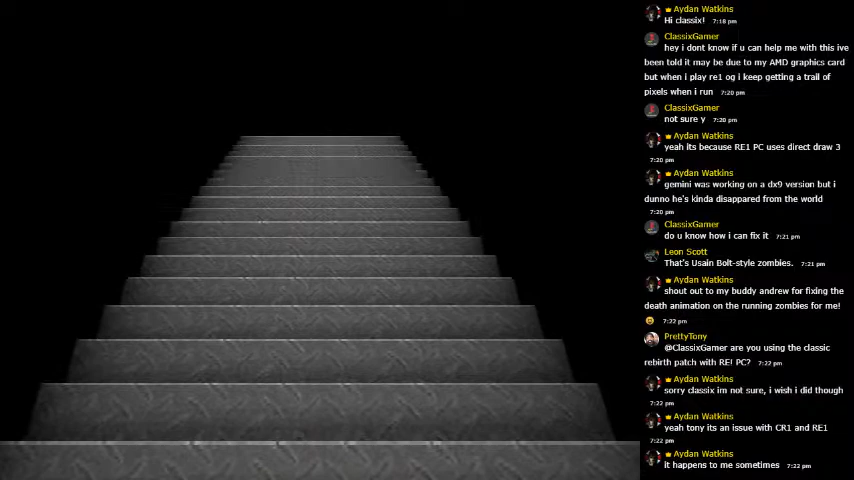 Aydan Watkins
Hi classix! 7:18 pm
ClassixGamer
hey i dont know if u can help me with this ive
been told it may be due to my AMD graphics card
but when i play re1 og i keep getting a trail of
pixels when i run 7:20 pm
ClassixGamer
not sure y 7:20 pm
Aydan Watkins
yeah its because RE1 PC uses direct draw 3
7:20 pm
Aydan Watkins
gemini was working on a dx9 version but i
dunno he's kinda disappeared from the world
7:20 pm
ClassixGamer
do u know how i can fix it 7:21 pm
Leon Scott
That's Usain Bolt-style zombies. 7:21 pm
Aydan Watkins
shout out to my buddy andrew for fixing the
death animation on the running zombies for me!
7:22 pm
PrettyTony
@ClassixGamer are you using the classic
rebirth patch with RE! PC? 7:22 pm
Aydan Watkins
sorry classix im not sure, i wish i did though
7:22 pm
Aydan Watkins
yeah tony its an issue with CR1 and RE1
7:22 pm
Aydan Watkins
it happens to me sometimes 7:22 pm